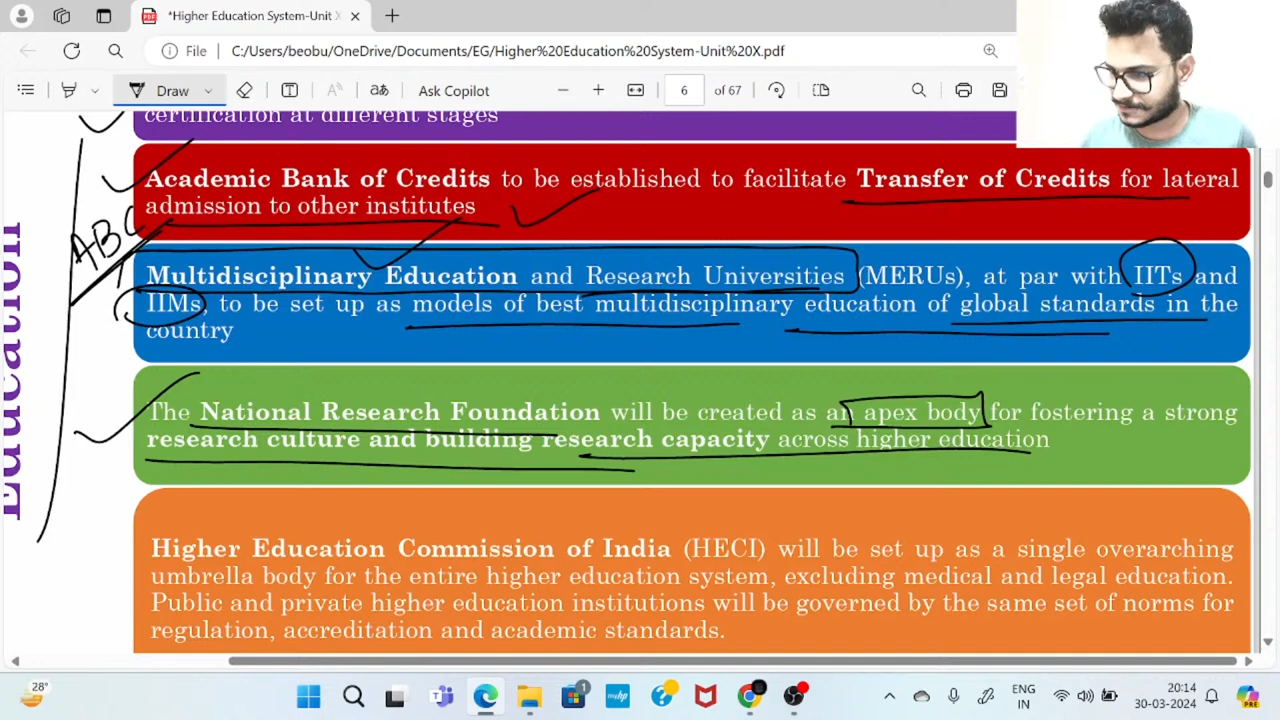 *Higher Education System-Unit X
File
C:/Users/beobu/OneDrive/Documents/EG/Higher%20Education%20System-Unit%20X.pdf
Draw
Ask Copilot
6
of 67
certification at different stages
Academic Bank of Credits to be established to facilitate Transfer of Credits for lateral
admission to other institutes
ABC
Multidisciplinary Education and Research Universities (MERUs), at par with IITs and
IIMs, to be set up as models of best multidisciplinary education of global standards in the
country
The National Research Foundation will be created as an apex body for fostering a strong
research culture and building research capacity across higher education
Higher Education Commission of India (HECI) will be set up as a single overarching
umbrella body for the entire higher education system, excluding medical and legal education.
Public and private higher education institutions will be governed by the same set of norms for
regulation, accreditation and academic standards.
Education
28°
ENG
IN
20:14
30-03-2024